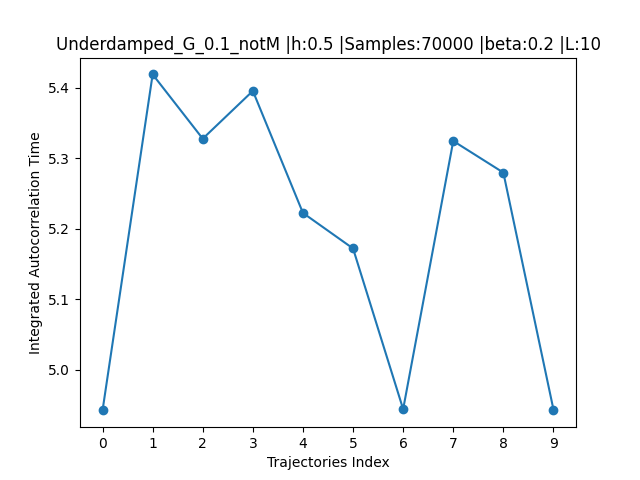 Underdamped_G_0.1_notM |h:0.5 |Samples:70000 |beta:0.2 |L:10
Integrated Autocorrelation Time
5.4
5.3
5.2
5.1
5.0
0 1 2 3 4 5 6 7 8 9
Trajectories Index